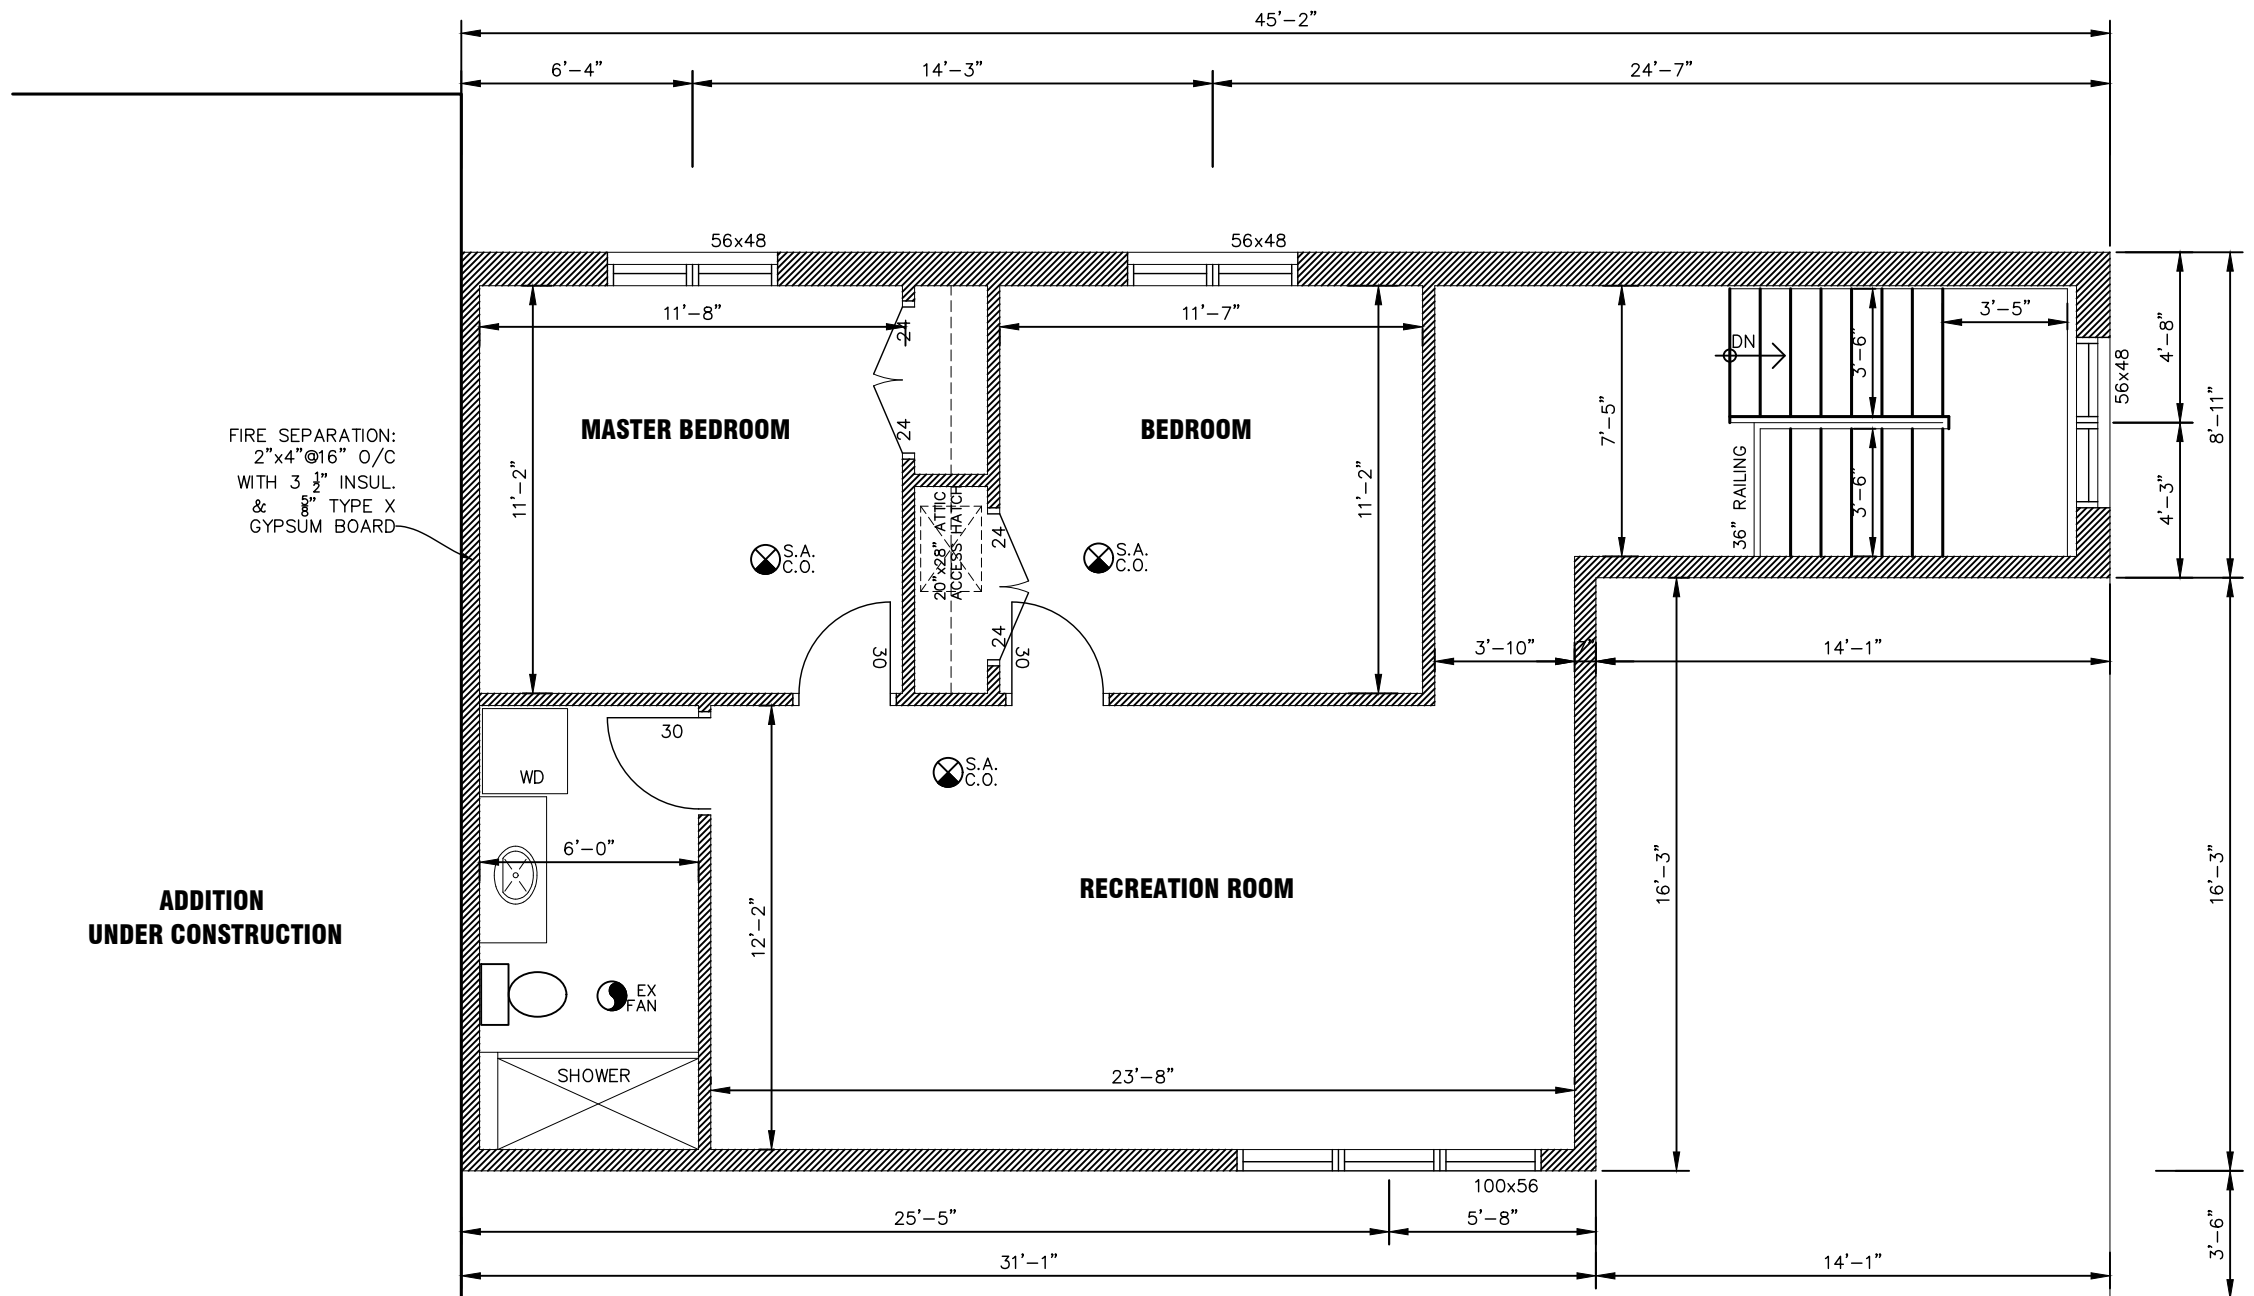 45'-2"
6'-4"
14'-3"
24'-7"
56x48
56x48
11'-8"
11'-7"
3'-5"
24
DN
3'-6"
4'-8"
56x48
8'-11"
7'-5"
MASTER BEDROOM
24
BEDROOM
FIRE SEPARATION:
2"x4"@16" O/C
WITH 3 1/2" INSUL.
& 5/8" TYPE X
GYPSUM BOARD
11'-2"
20"x28" ATTIC
ACCESS HATCH
24
11'-2"
36" RAILING
3'-6"
4'-3"
S.A.
C.O.
S.A.
C.O.
30
24
30
3'-10"
14'-1"
30
WD
S.A.
C.O.
6'-0"
RECREATION ROOM
16'-3"
16'-3"
ADDITION
UNDER CONSTRUCTION
12'-2"
EX
FAN
SHOWER
23'-8"
100x56
25'-5"
5'-8"
3'-6"
31'-1"
14'-1"